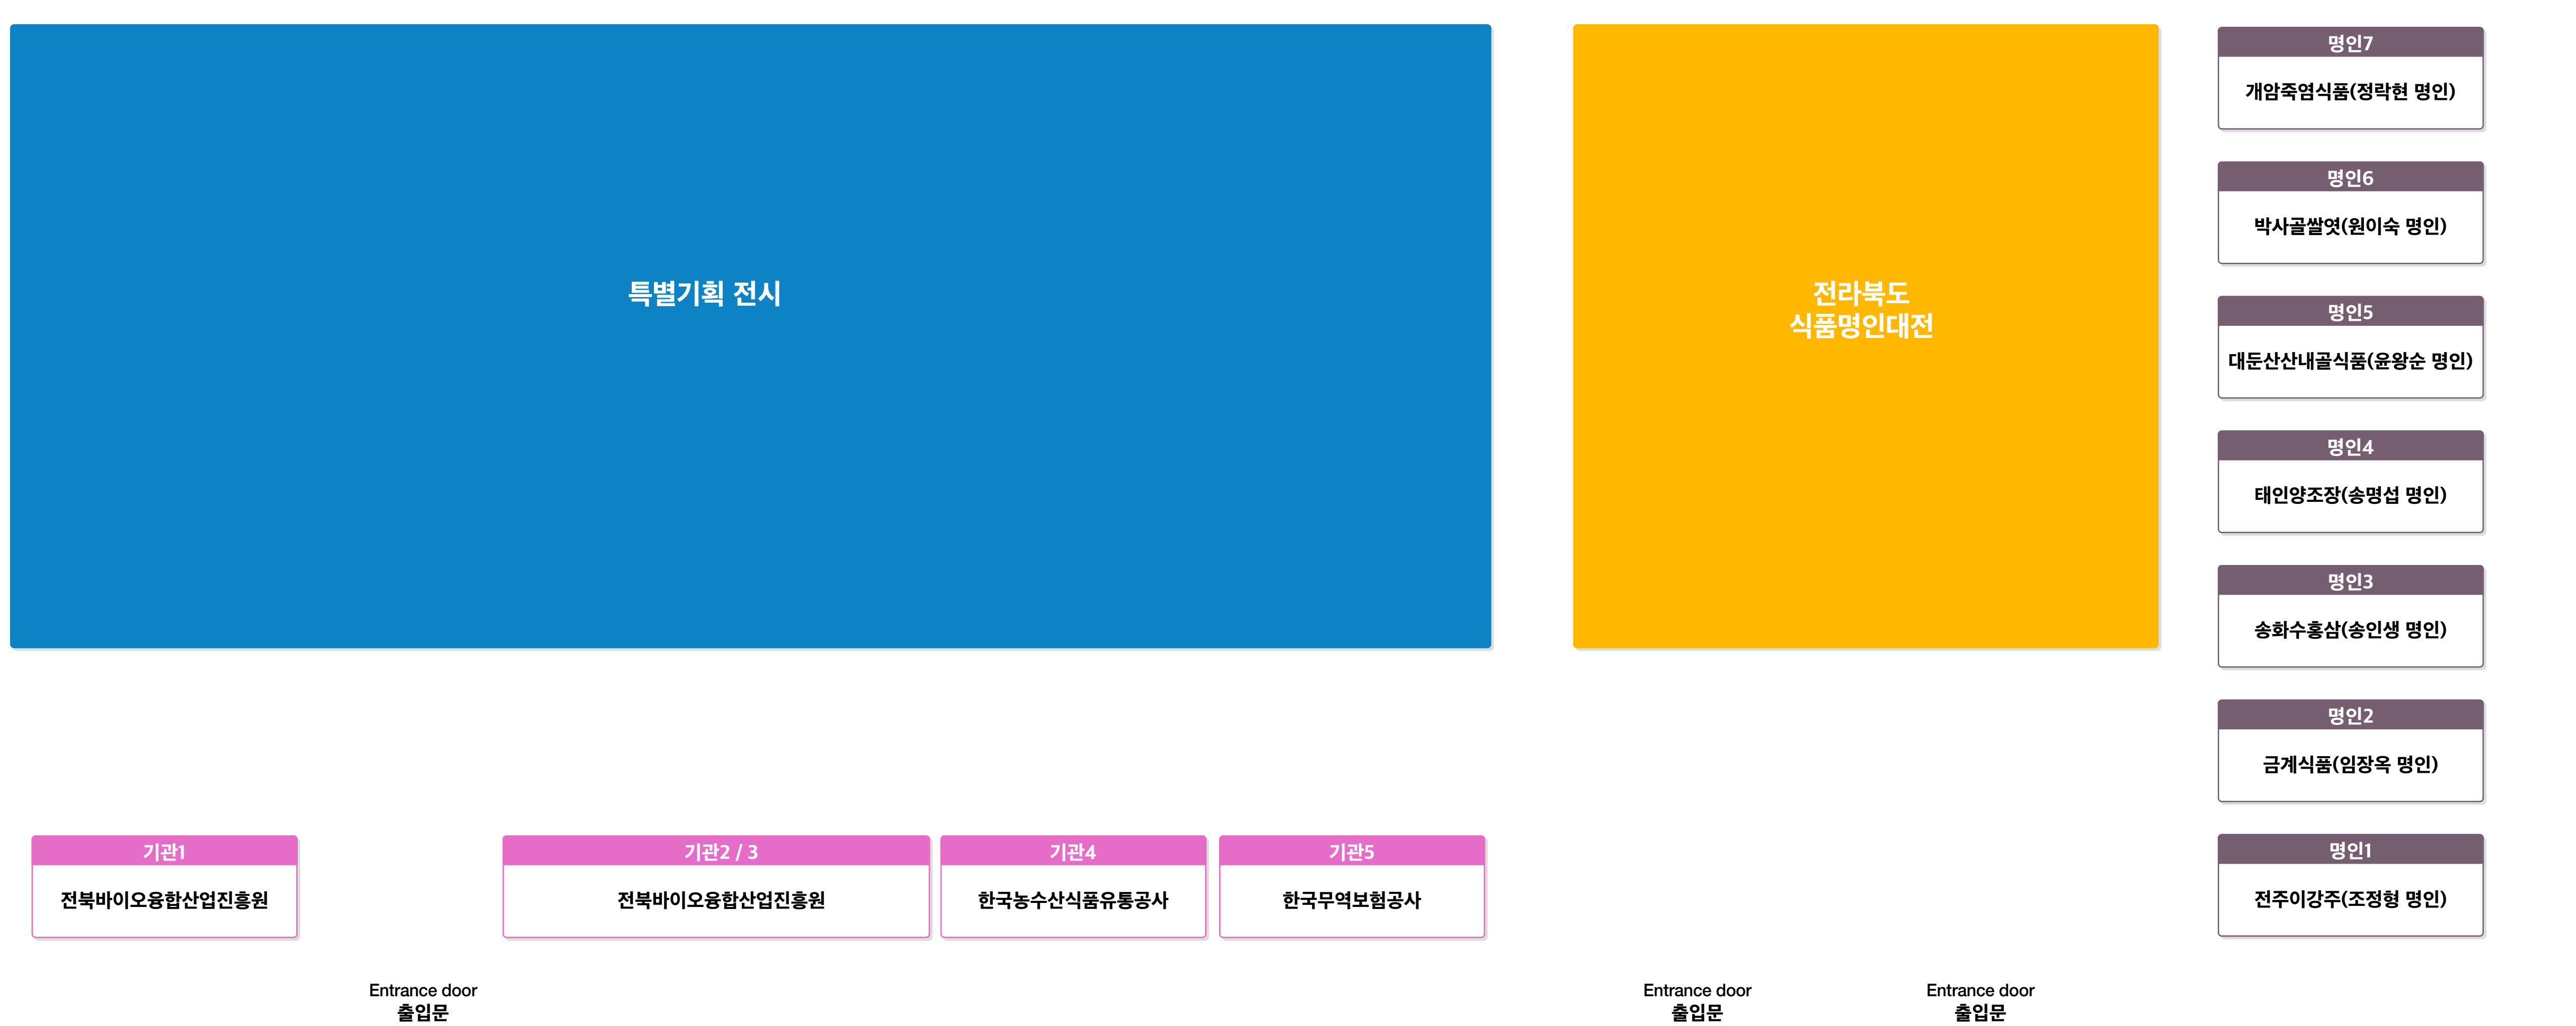 특별기획 전시
전라북도
식품명인대전
명인7
개암죽염식품(정락현 명인)
명인6
박사골쌀엿(원이숙 명인)
명인5
대둔산산내골식품(윤왕순 명인)
명인4
태인양조장(송명섭 명인)
명인3
송화수홍삼(송인생 명인)
명인2
금계식품(임장옥 명인)
명인1
전주이강주(조정형 명인)
기관1
전북바이오융합산업진흥원
기관2 / 3
전북바이오융합산업진흥원
기관4
한국농수산식품유통공사
기관5
한국무역보험공사
Entrance door
출입문
Entrance door
출입문
Entrance door
출입문